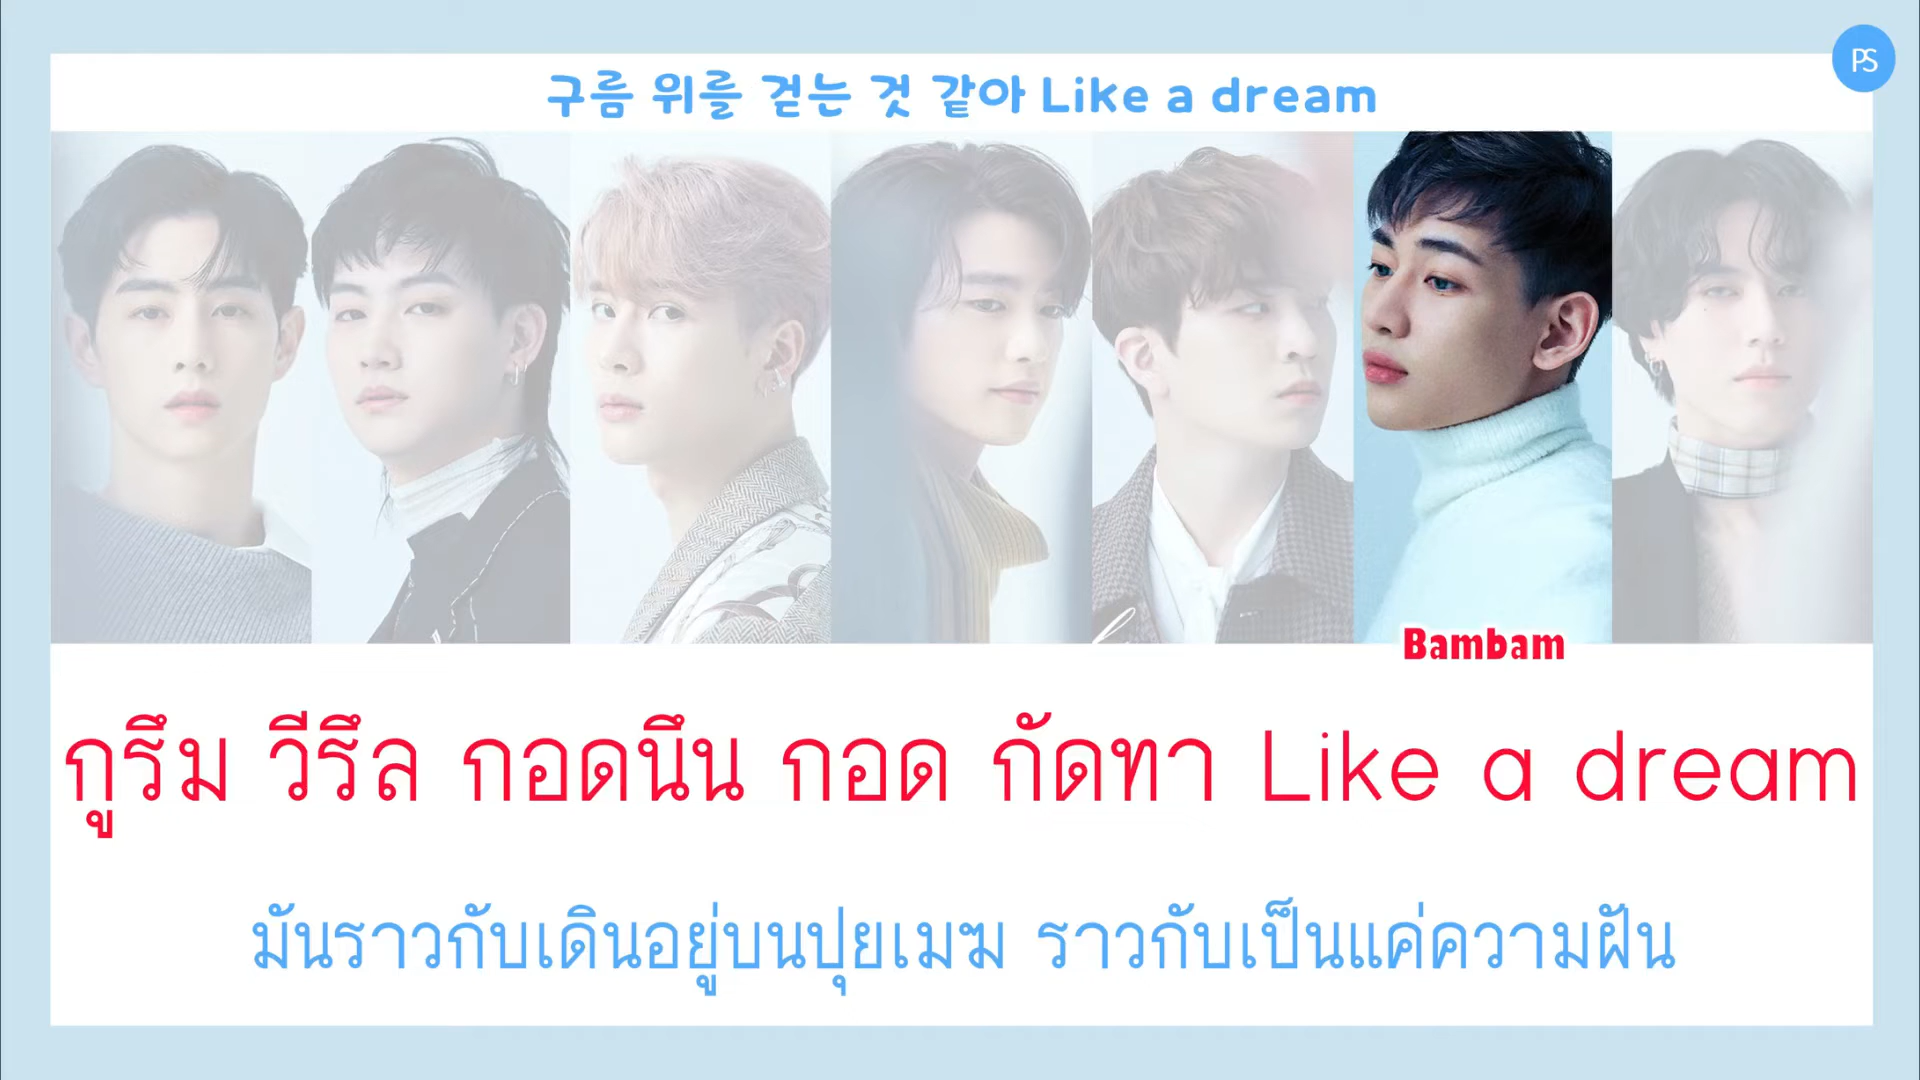 PS
구름 위를 걷는 것 같아 Like a dream
Bambam
กูรึม วีรึล กอดนึน กอด กัดทา Like a dream
มันราวกับเดินอยู่บนปุยเมฆ ราวกับเป็นแค่ความฝัน